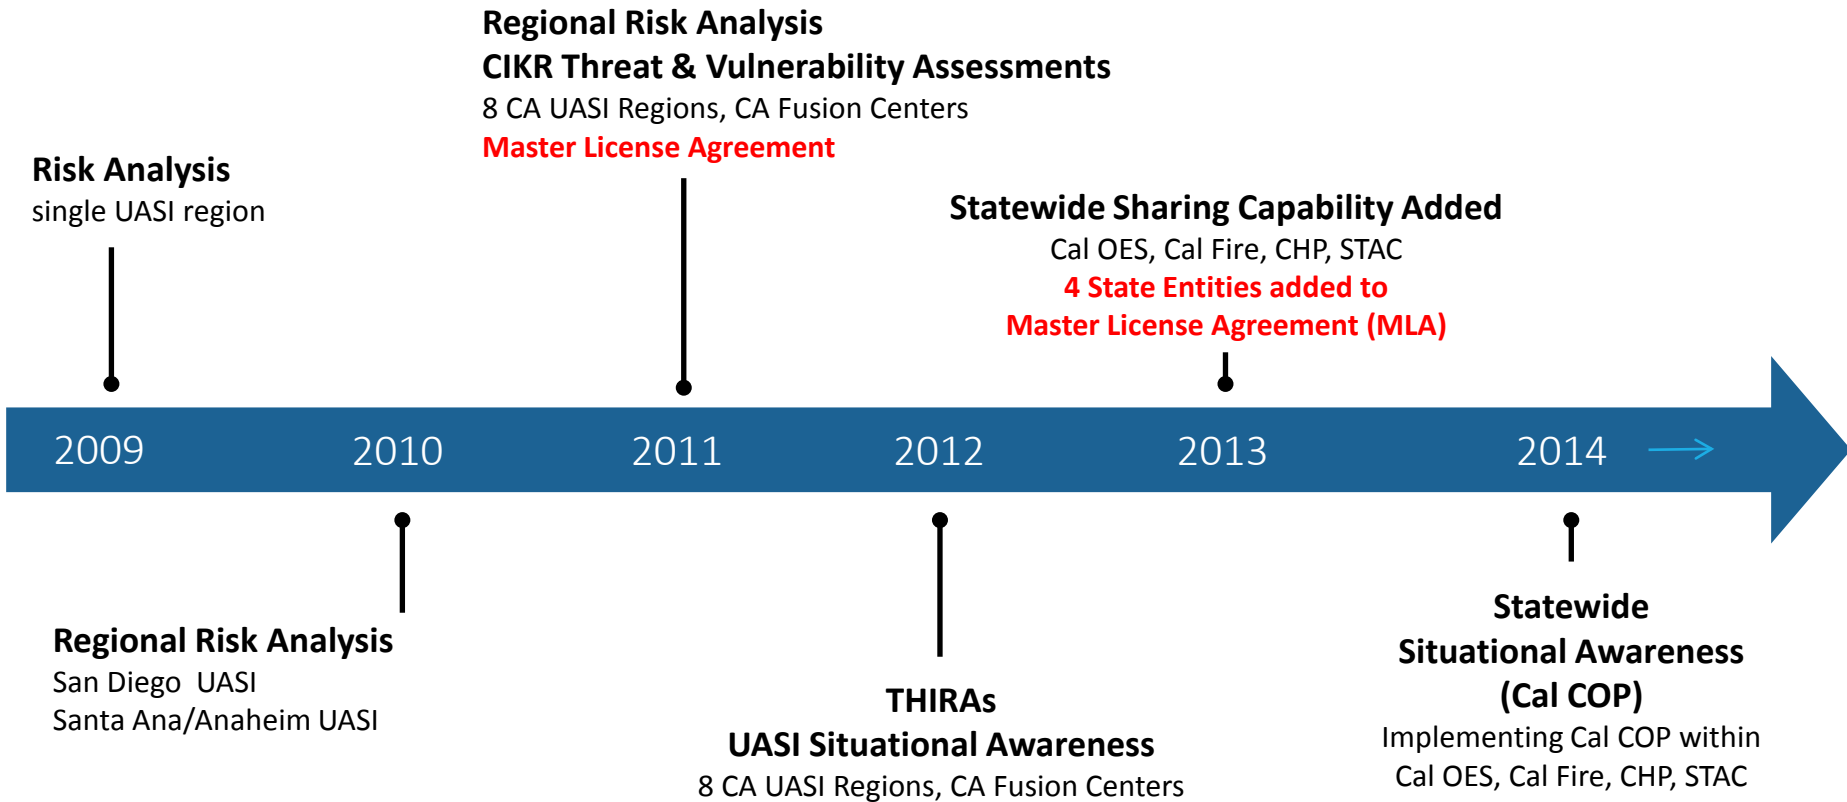 Regional Risk Analysis
CIKR Threat & Vulnerability Assessments
8 CA UASI Regions, CA Fusion Centers
Master License Agreement
Risk Analysis
single UASI region
Statewide Sharing Capability Added
Cal OES, Cal Fire, CHP, STAC
4 State Entities added to
Master License Agreement (MLA)
2009 2010 2011 2012 2013 2014
Regional Risk Analysis
San Diego UASI
Santa Ana/Anaheim UASI
THIRAs
UASI Situational Awareness
8 CA UASI Regions, CA Fusion Centers
Statewide
Situational Awareness
(Cal COP)
Implementing Cal COP within
Cal OES, Cal Fire, CHP, STAC